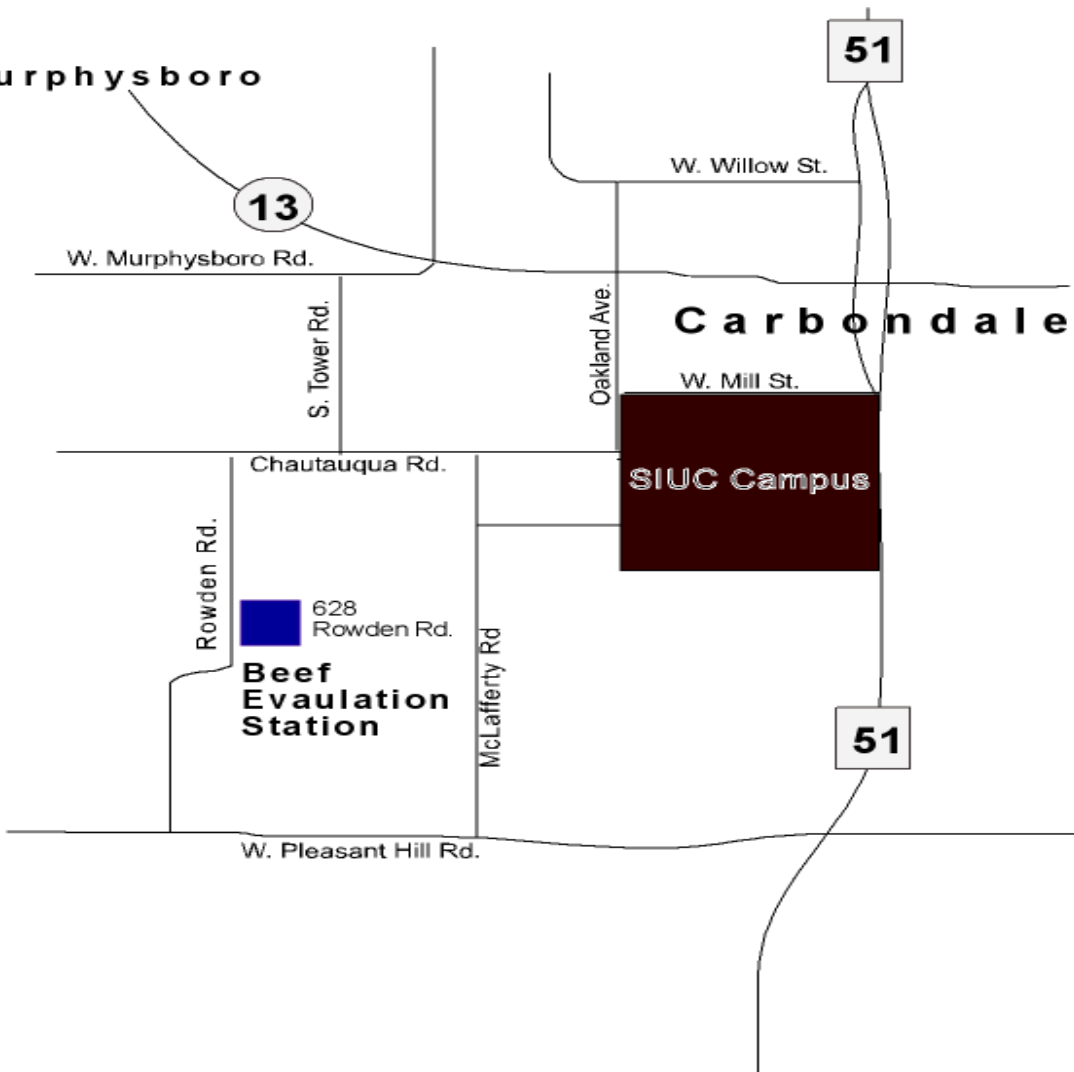 51
urphysboro
W. Willow St.
13
W. Murphysboro Rd.
S. Tower Rd.
Oakland Ave.
Carbondale
W. Mill St.
Chautauqua Rd.
SIUC Campus
Rowden Rd.
628
Rowden Rd.
Beef
Evaulation
Station
McLafferty Rd
51
W. Pleasant Hill Rd.